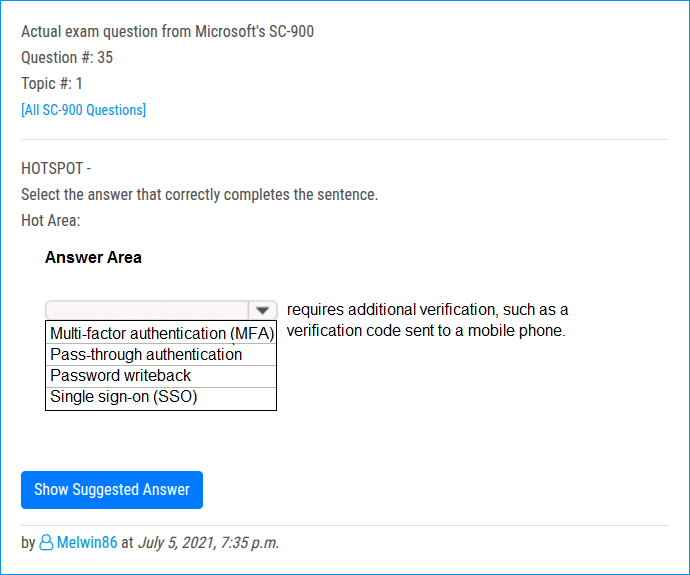 Actual exam question from Microsoft's SC-900
Question #: 35
Topic #: 1
[All SC-900 Questions]
HOTSPOT -
Select the answer that correctly completes the sentence.
Hot Area:
Answer Area
requires additional verification, such as a
verification code sent to a mobile phone.
Multi-factor authentication (MFA)
Pass-through authentication
Password writeback
Single sign-on (SSO)
Show Suggested Answer
by Melwin86 at July 5, 2021, 7:35 p.m.